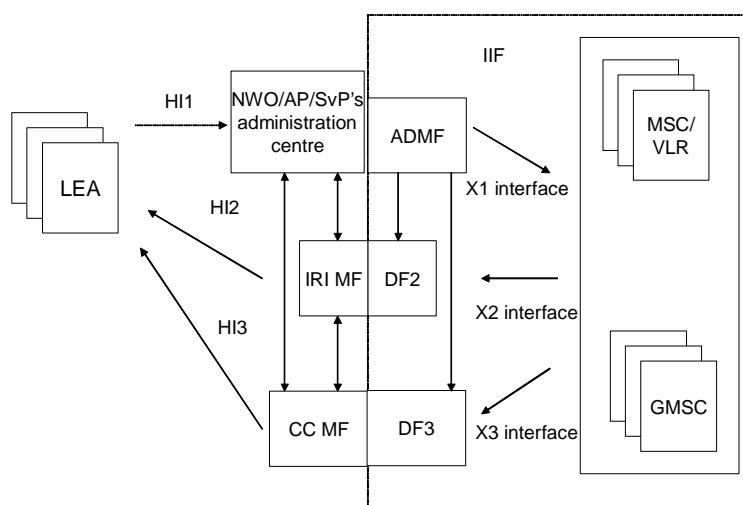 IIF
HI1
NWO/AP/SvP's
administration
centre
ADMF
MSC/
VLR
LEA
X1 interface
HI2
IRI MF
DF2
X2 interface
HI3
GMSC
CC MF
DF3
X3 interface